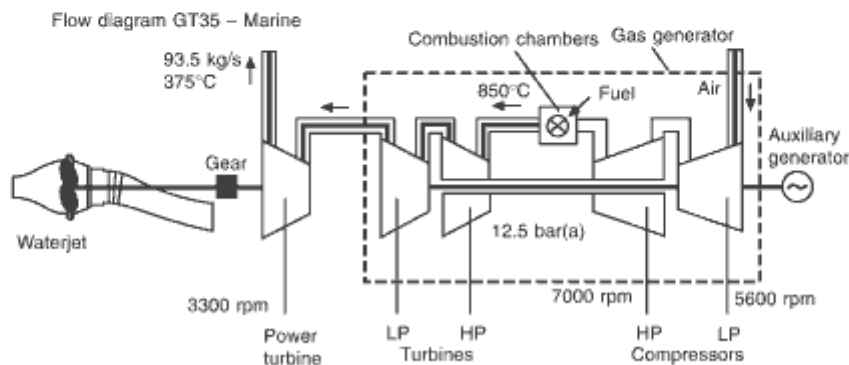 Flow diagram GT35 – Marine
93.5 kg/s
375°C
Combustion chambers
Gas generator
850°C
Fuel
Air
Auxiliary
generator
Gear
Waterjet
12.5 bar(a)
3300 rpm
7000 rpm
5600 rpm
Power
turbine
LP
HP
Turbines
HP
LP
Compressors